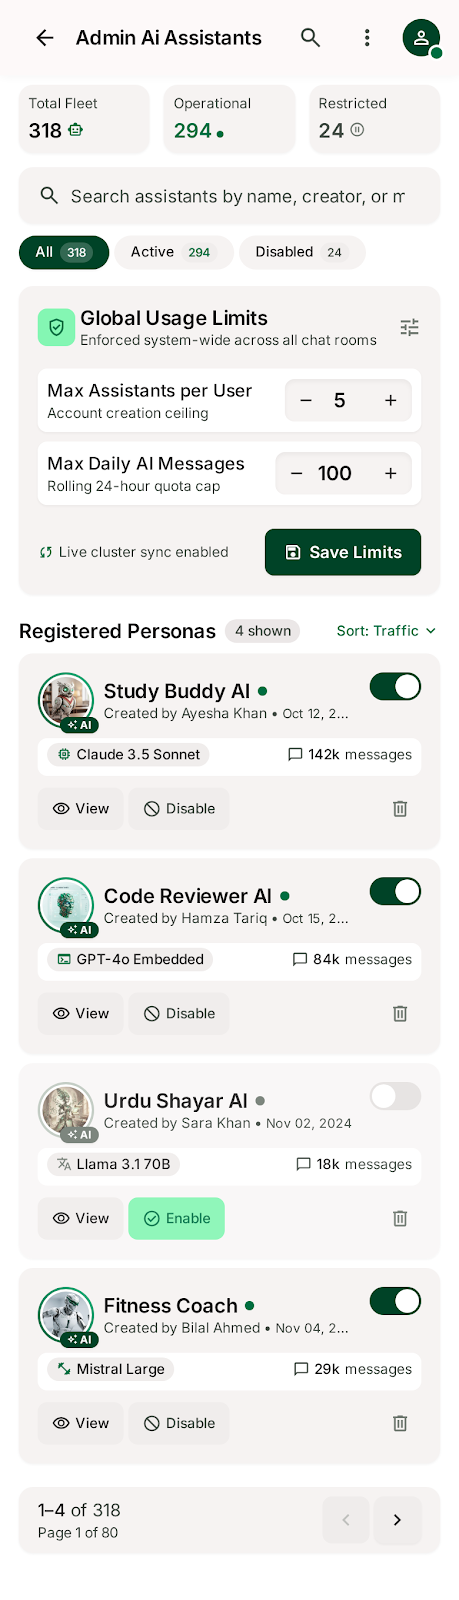 Admin Ai Assistants
Total Fleet
318
Operational
294
Restricted
24
Search assistants by name, creator, or m
All 318
Active 294
Disabled 24
Global Usage Limits
Enforced system-wide across all chat rooms
Max Assistants per User
Account creation ceiling
− 5 +
Max Daily AI Messages
Rolling 24-hour quota cap
− 100 +
Live cluster sync enabled
Save Limits
Registered Personas
4 shown
Sort: Traffic
Study Buddy AI
Created by Ayesha Khan • Oct 12, 2...
AI
Claude 3.5 Sonnet
142k messages
View
Disable
Code Reviewer AI
Created by Hamza Tariq • Oct 15, 2...
AI
GPT-4o Embedded
84k messages
View
Disable
Urdu Shayar AI
Created by Sara Khan • Nov 02, 2024
AI
Llama 3.1 70B
18k messages
View
Enable
Fitness Coach
Created by Bilal Ahmed • Nov 04, 2...
AI
Mistral Large
29k messages
View
Disable
1–4 of 318
Page 1 of 80